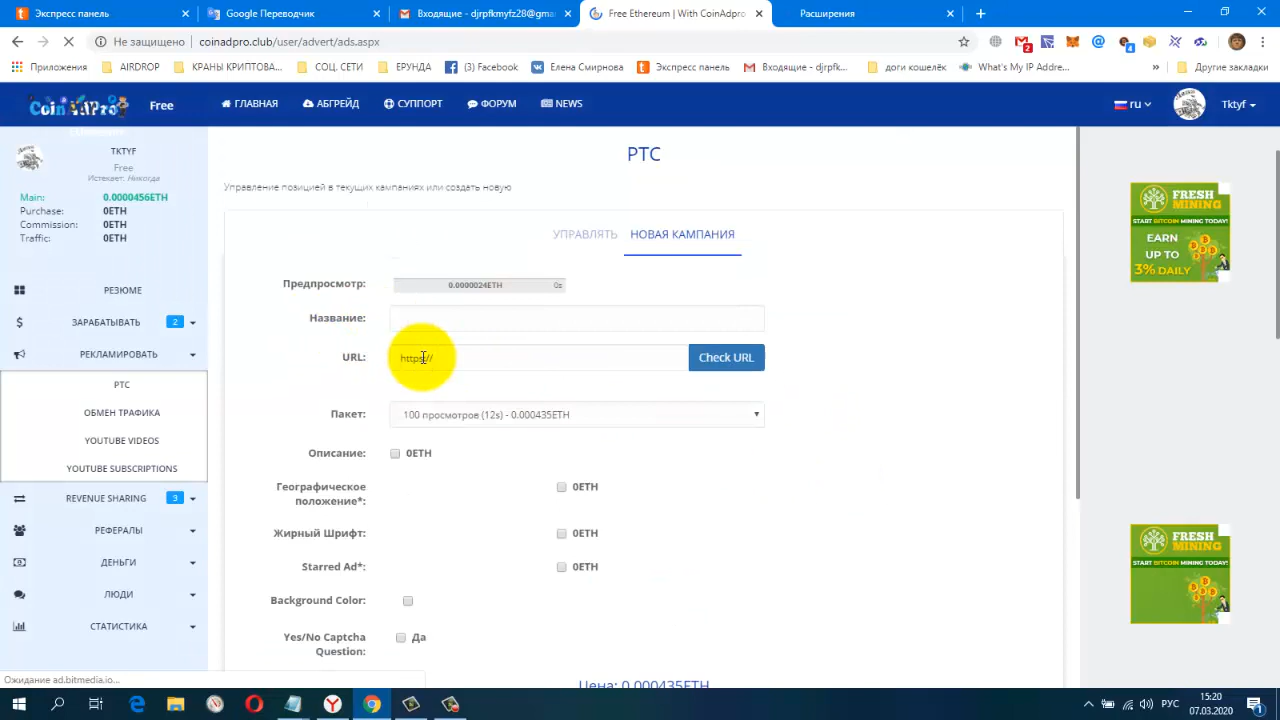 Экспресс панель
Google Переводчик
Входящие - djrpfkmyfz28@gma
Free Ethereum | With CoinAdpro
Расширения
Не защищено
coinadpro.club/user/advert/ads.aspx
Приложения
AIRDROP
КРАНЫ КРИПТОВА...
СОЦ. СЕТИ
ЕРУНДА
(3) Facebook
Елена Смирнова
Экспресс панель
Входящие - djrpfk...
доги кошелёк
What's My IP Addre...
Другие закладки
CoinAdPro
Free
ГЛАВНАЯ
АБГРЕЙД
СУППОРТ
ФОРУМ
NEWS
ru
Tktyf
TKTYF
Free
Истекает: Никогда
Main: 0.0000456ETH
Purchase: 0ETH
Commission: 0ETH
Traffic: 0ETH
РЕЗЮМЕ
ЗАРАБАТЫВАТЬ 2
РЕКЛАМИРОВАТЬ
PTC
ОБМЕН ТРАФИКА
YOUTUBE VIDEOS
YOUTUBE SUBSCRIPTIONS
REVENUE SHARING 3
РЕФЕРАЛЫ
ДЕНЬГИ
ЛЮДИ
СТАТИСТИКА
PTC
Управление позицией в текущих кампаниях или создать новую
УПРАВЛЯТЬ
НОВАЯ КАМПАНИЯ
Предпросмотр: 0.0000024ETH 0s
Название:
URL: https:// Check URL
Пакет: 100 просмотров (12s) - 0.000435ETH
Описание: 0ETH
Географическое
положение*: 0ETH
Жирный Шрифт: 0ETH
Starred Ad*: 0ETH
Background Color:
Yes/No Captcha
Question: Да
Цена: 0.000435ETH
FRESH
MINING
START BITCOIN MINING TODAY!
EARN
UP TO
3% DAILY
FRESH
MINING
START BITCOIN MINING TODAY!
Ожидание ad.bitmedia.io...
РУС
15:20
07.03.2020